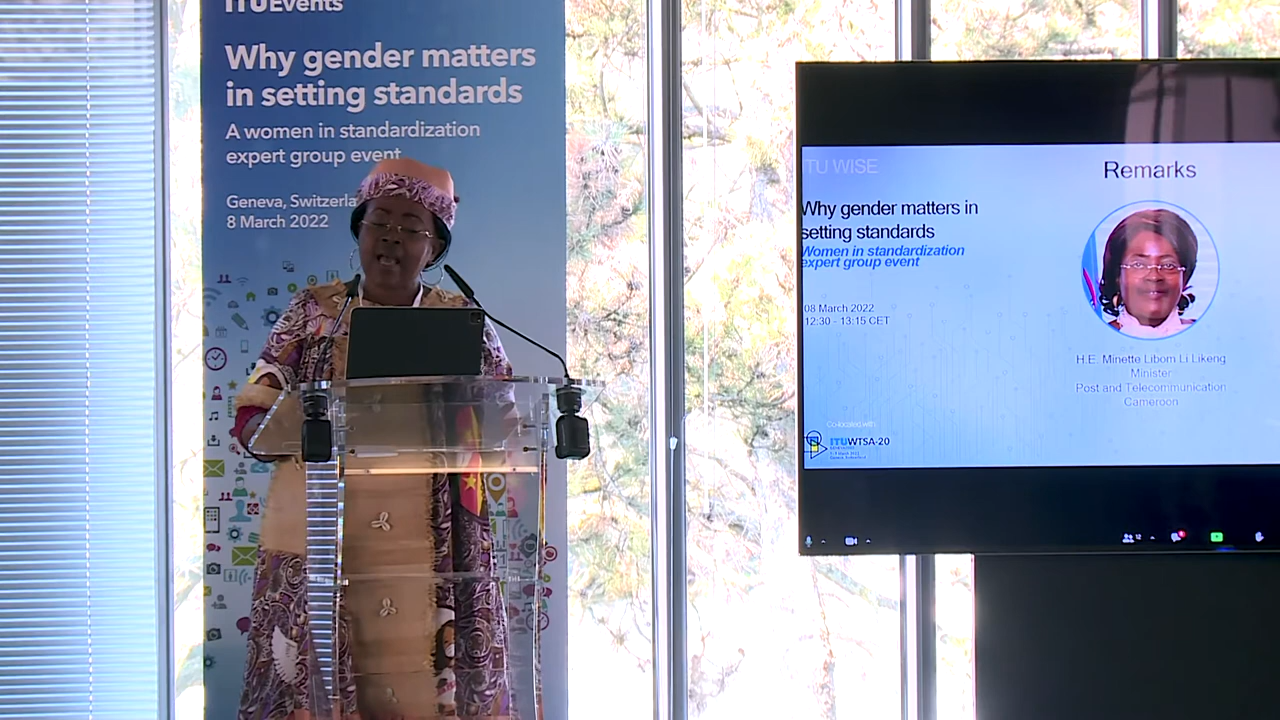 ITUEvents
Why gender matters
in setting standards
A women in standardization
expert group event
Geneva, Switzerla
8 March 2022
ITU WISE
Remarks
Why gender matters in
setting standards
Women in standardization
expert group event
08 March 2022
12:30 - 13:15 CET
H.E. Minette Libom Li Likeng
Minister
Post and Telecommunication
Cameroon
Co-located with
ITUWTSA-20
12